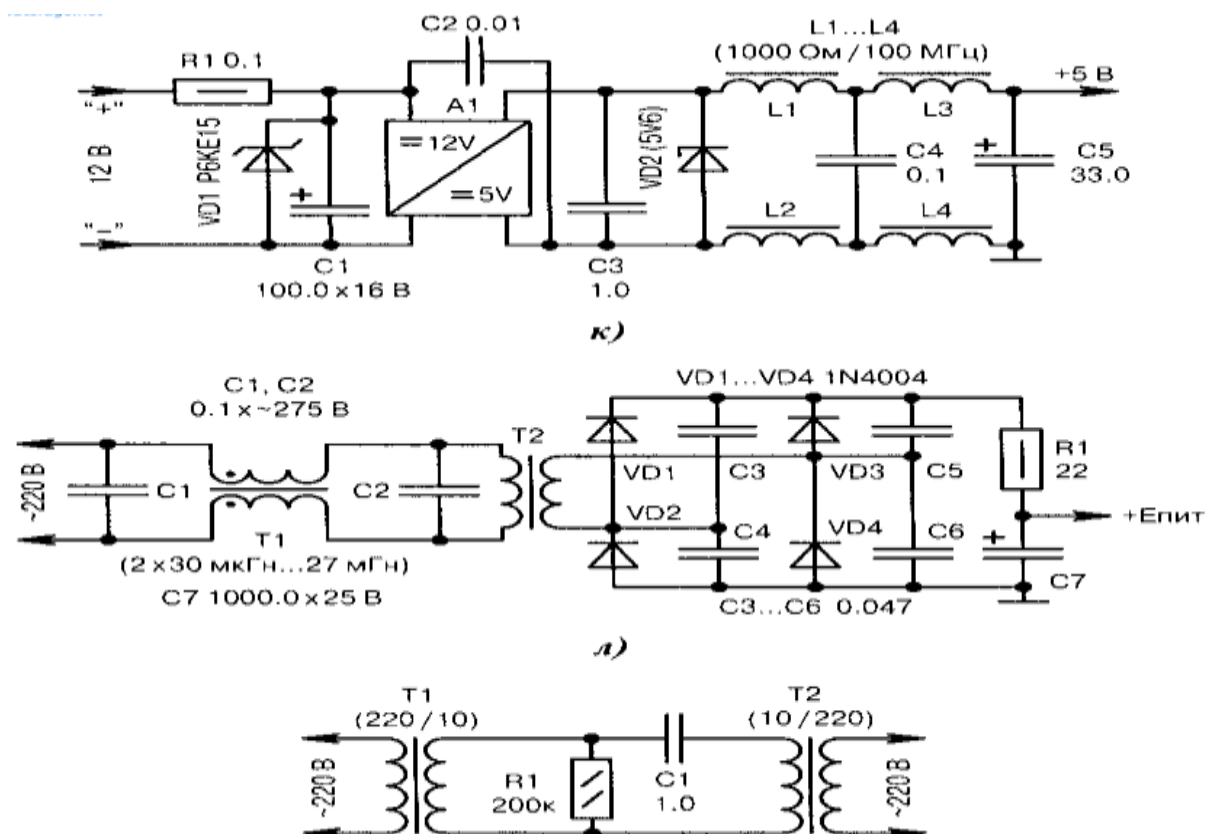 C2 0.01
L1...L4
(1000 Ом/100 МГц)
R1 0.1
+5 В
"+"
A1
L1
L3
12 В
VD1 P6KE15
=12V
=5V
VD2 (5V6)
C4
0.1
C5
33.0
+
+
"–"
L2
L4
C1
100.0 x 16 В
C3
1.0
к)
C1, C2
0.1 x ~275 В
VD1...VD4 1N4004
T2
~220 В
C1
C2
VD1
C3
VD3
C5
R1
22
VD2
+Епит
T1
C4
VD4
C6
+
(2 x 30 мкГн...27 мГн)
C7
C7 1000.0 x 25 В
C3...C6 0.047
л)
T1
(220/10)
T2
(10/220)
~220 В
R1
200к
C1
1.0
~220 В